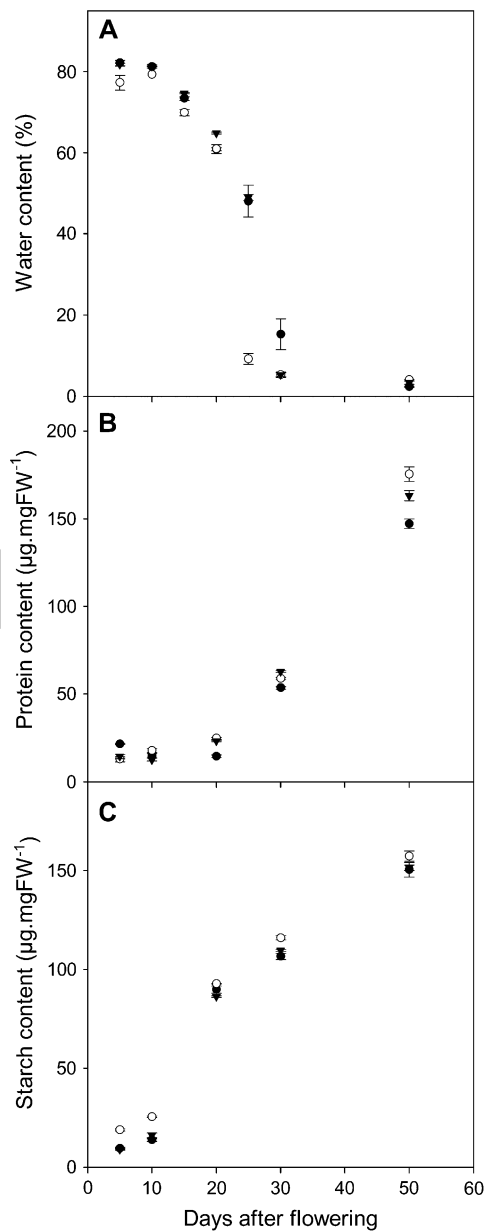 A
80
60
40
20
0
Water content (%)
B
200
150
100
50
0
Protein content (µg.mgFW⁻¹)
C
150
100
50
0
Starch content (µg.mgFW⁻¹)
0 10 20 30 40 50 60
Days after flowering